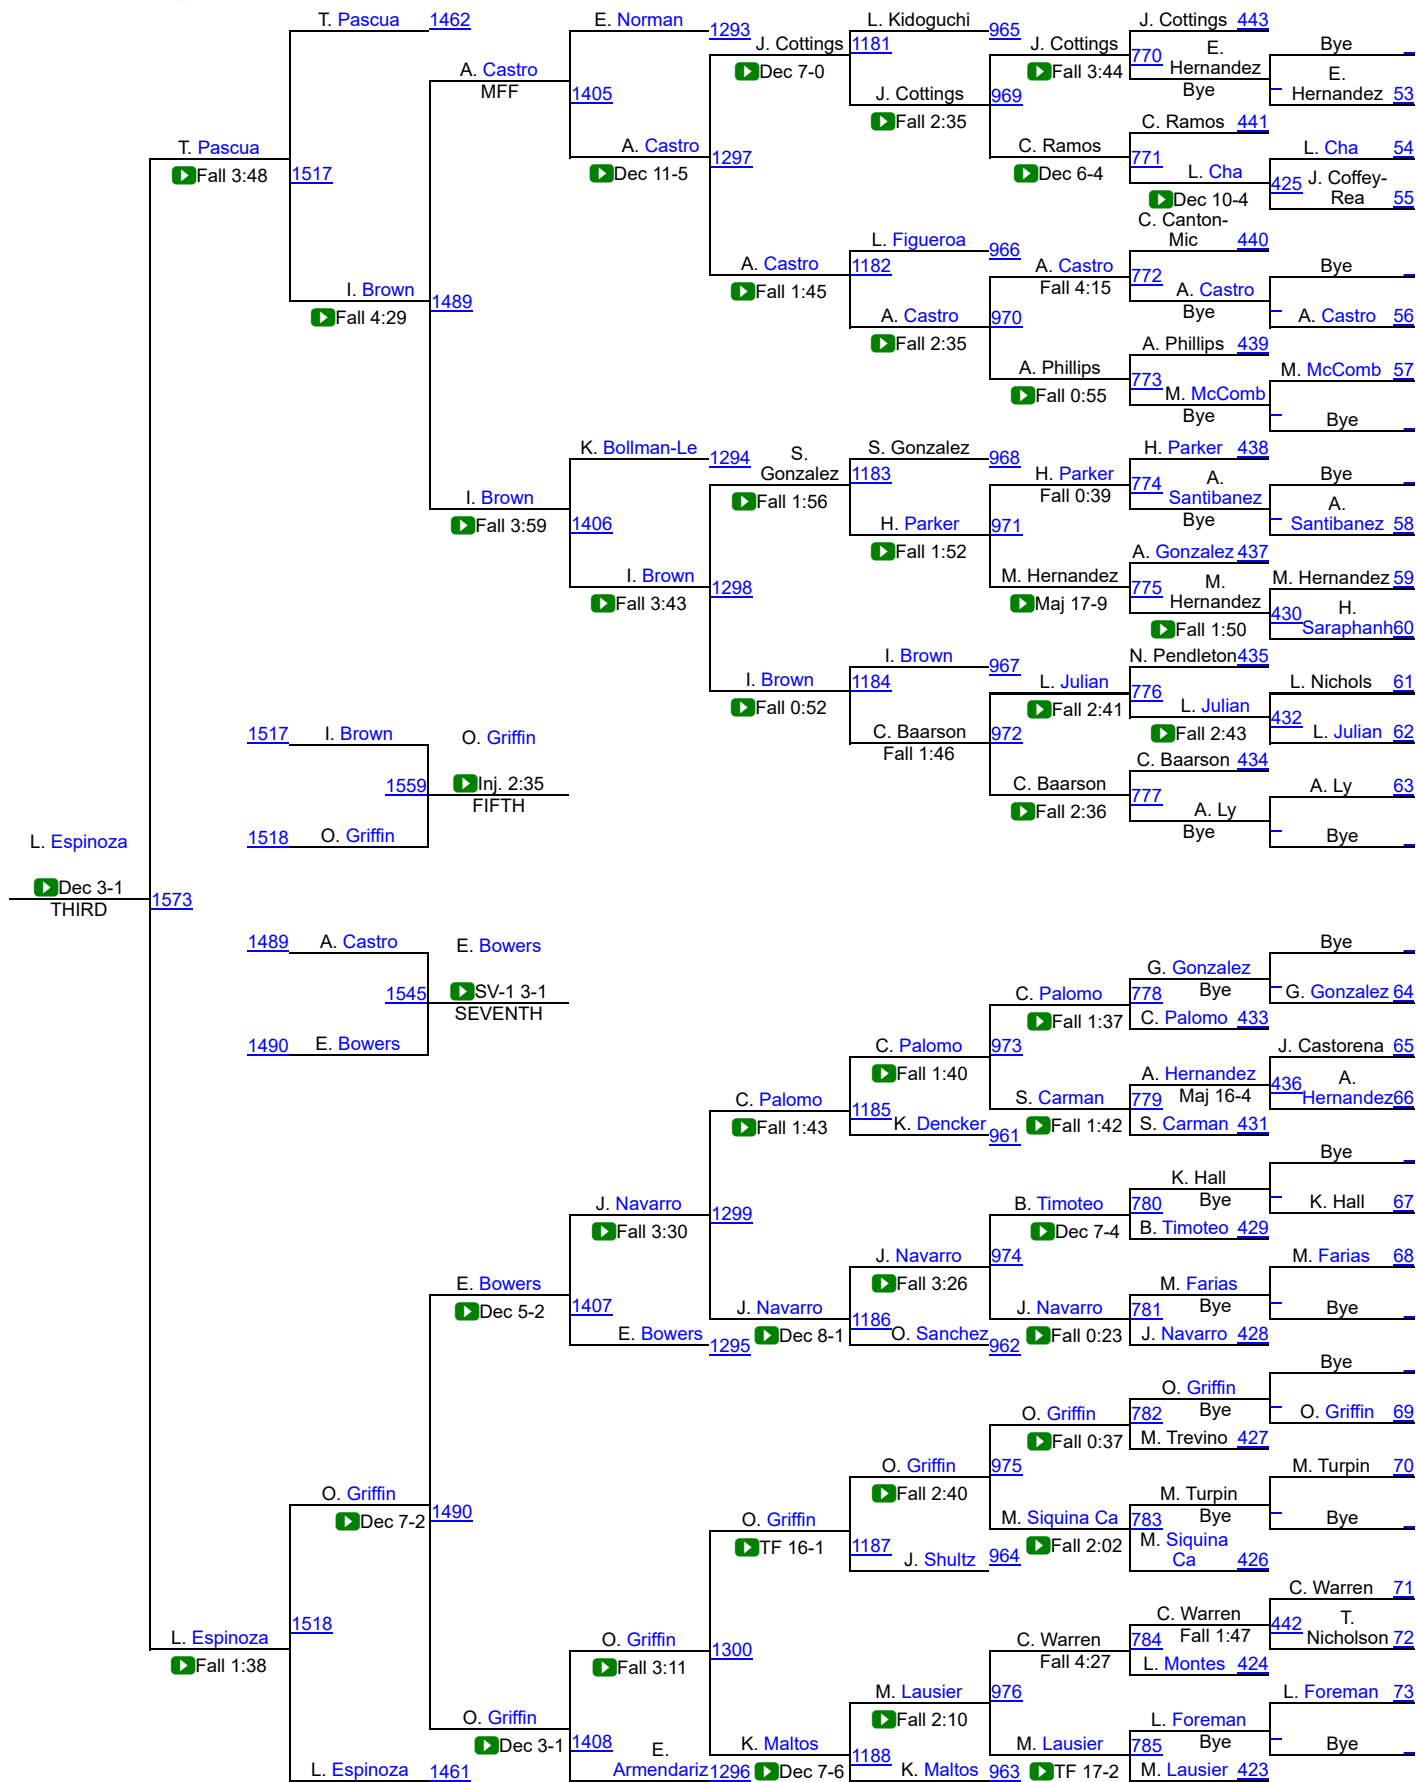 T. Pascua 1462
E. Norman 1293
L. Kidoguchi 965
J. Cottings 443
J. Cottings 1181
Dec 7-0
J. Cottings 770
Fall 3:44
E.
Hernandez
Bye
Bye
E.
Hernandez 53
A. Castro
MFF
1405
J. Cottings 969
Fall 2:35
C. Ramos 441
T. Pascua
Fall 3:48
1517
A. Castro 1297
Dec 11-5
C. Ramos 771
Dec 6-4
L. Cha 425
Dec 10-4
L. Cha 54
J. Coffey-
Rea 55
C. Canton-
Mic 440
L. Figueroa 966
A. Castro 1182
Fall 1:45
A. Castro 772
Fall 4:15
A. Castro
Bye
Bye
A. Castro 56
I. Brown 1489
Fall 4:29
A. Castro 970
Fall 2:35
A. Phillips 439
A. Phillips 773
Fall 0:55
M. McComb
Bye
M. McComb 57
Bye
K. Bollman-Le 1294
S.
Gonzalez 1183
Fall 1:56
S. Gonzalez 968
H. Parker 438
H. Parker 774
Fall 0:39
A.
Santibanez
Bye
Bye
A.
Santibanez 58
I. Brown 1406
Fall 3:59
H. Parker 971
Fall 1:52
A. Gonzalez 437
I. Brown 1298
Fall 3:43
M. Hernandez 775
Maj 17-9
M.
Hernandez 430
Fall 1:50
M. Hernandez 59
H.
Saraphanh 60
I. Brown 967
N. Pendleton 435
I. Brown 1184
Fall 0:52
L. Julian 776
Fall 2:41
L. Julian 432
Fall 2:43
L. Nichols 61
L. Julian 62
1517 I. Brown
O. Griffin
C. Baarson 972
Fall 1:46
C. Baarson 434
1559
Inj. 2:35
FIFTH
C. Baarson 777
Fall 2:36
A. Ly
Bye
A. Ly 63
Bye
1518 O. Griffin
L. Espinoza
Dec 3-1
THIRD
1573
1489 A. Castro
E. Bowers
1545
SV-1 3-1
SEVENTH
1490 E. Bowers
Bye
G. Gonzalez
Bye
G. Gonzalez 64
C. Palomo 778
Fall 1:37
C. Palomo 433
C. Palomo 973
Fall 1:40
J. Castorena 65
A. Hernandez 436
Maj 16-4
A.
Hernandez 66
C. Palomo 1185
Fall 1:43
K. Dencker 961
S. Carman 779
Fall 1:42
S. Carman 431
Bye
K. Hall
Bye
K. Hall 67
J. Navarro 1299
Fall 3:30
B. Timoteo 780
Dec 7-4
B. Timoteo 429
J. Navarro 974
Fall 3:26
M. Farias 68
M. Farias
Bye
Bye
E. Bowers 1407
Dec 5-2
E. Bowers 1295
J. Navarro 1186
Dec 8-1
O. Sanchez 962
J. Navarro 781
Fall 0:23
J. Navarro 428
Bye
O. Griffin
Bye
O. Griffin 69
O. Griffin 782
Fall 0:37
M. Trevino 427
O. Griffin 975
Fall 2:40
M. Turpin 70
M. Turpin
Bye
Bye
O. Griffin 1490
Dec 7-2
O. Griffin 1187
TF 16-1
J. Shultz 964
M. Siquina Ca 783
Fall 2:02
M. Siquina
Ca 426
C. Warren 71
C. Warren 442
Fall 1:47
T.
Nicholson 72
L. Espinoza 1518
Fall 1:38
O. Griffin 1300
Fall 3:11
C. Warren 784
Fall 4:27
L. Montes 424
M. Lausier 976
Fall 2:10
L. Foreman 73
L. Foreman
Bye
Bye
O. Griffin 1408
Dec 3-1
E.
Armendariz 1296
K. Maltos 1188
Dec 7-6
K. Maltos 963
M. Lausier 785
TF 17-2
M. Lausier 423
L. Espinoza 1461